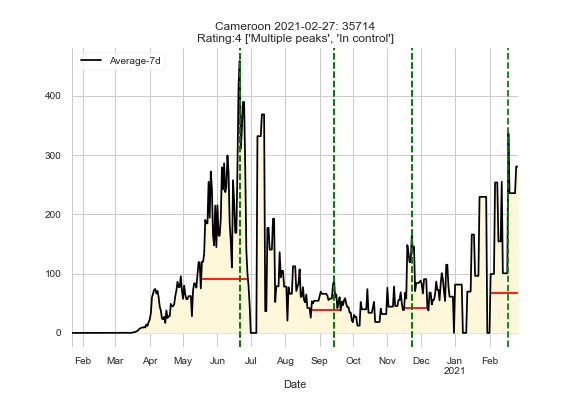 Cameroon 2021-02-27: 35714
Rating:4 ['Multiple peaks', 'In control']
Average-7d
400
300
200
100
0
Feb Mar Apr May Jun Jul Aug Sep Oct Nov Dec Jan Feb
2021
Date